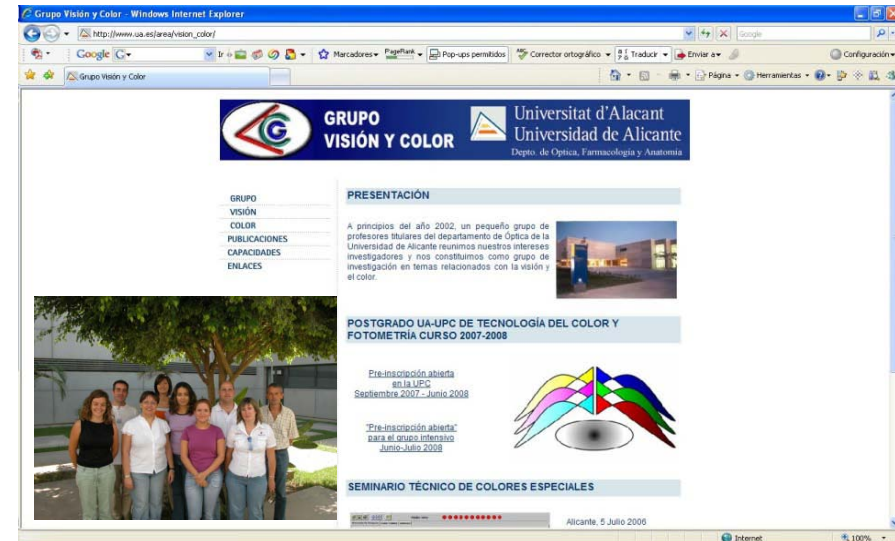 Grupo Visión y Color - Windows Internet Explorer
http://www.ua.es/area/vision_color/
Google
Google G Ir Marcadores PageRank Pop-ups permitidos Corrector ortográfico Traducir Enviar a Configuración
Grupo Visión y Color
Página Herramientas
GRUPO
VISIÓN Y COLOR
Universitat d'Alacant
Universidad de Alicante
Depto. de Optica, Farmacología y Anatomía
GRUPO
VISIÓN
COLOR
PUBLICACIONES
CAPACIDADES
ENLACES
PRESENTACIÓN
A principios del año 2002, un pequeño grupo de
profesores titulares del departamento de Óptica de la
Universidad de Alicante reunimos nuestros intereses
investigadores y nos constituimos como grupo de
investigación en temas relacionados con la visión y
el color.
POSTGRADO UA-UPC DE TECNOLOGÍA DEL COLOR Y
FOTOMETRÍA CURSO 2007-2008
Pre-inscripción abierta
en la UPC
Septiembre 2007 - Junio 2008
"Pre-inscripción abierta"
para el grupo intensivo
Junio-Julio 2008
SEMINARIO TÉCNICO DE COLORES ESPECIALES
Alicante, 5 Julio 2006
Internet 100%